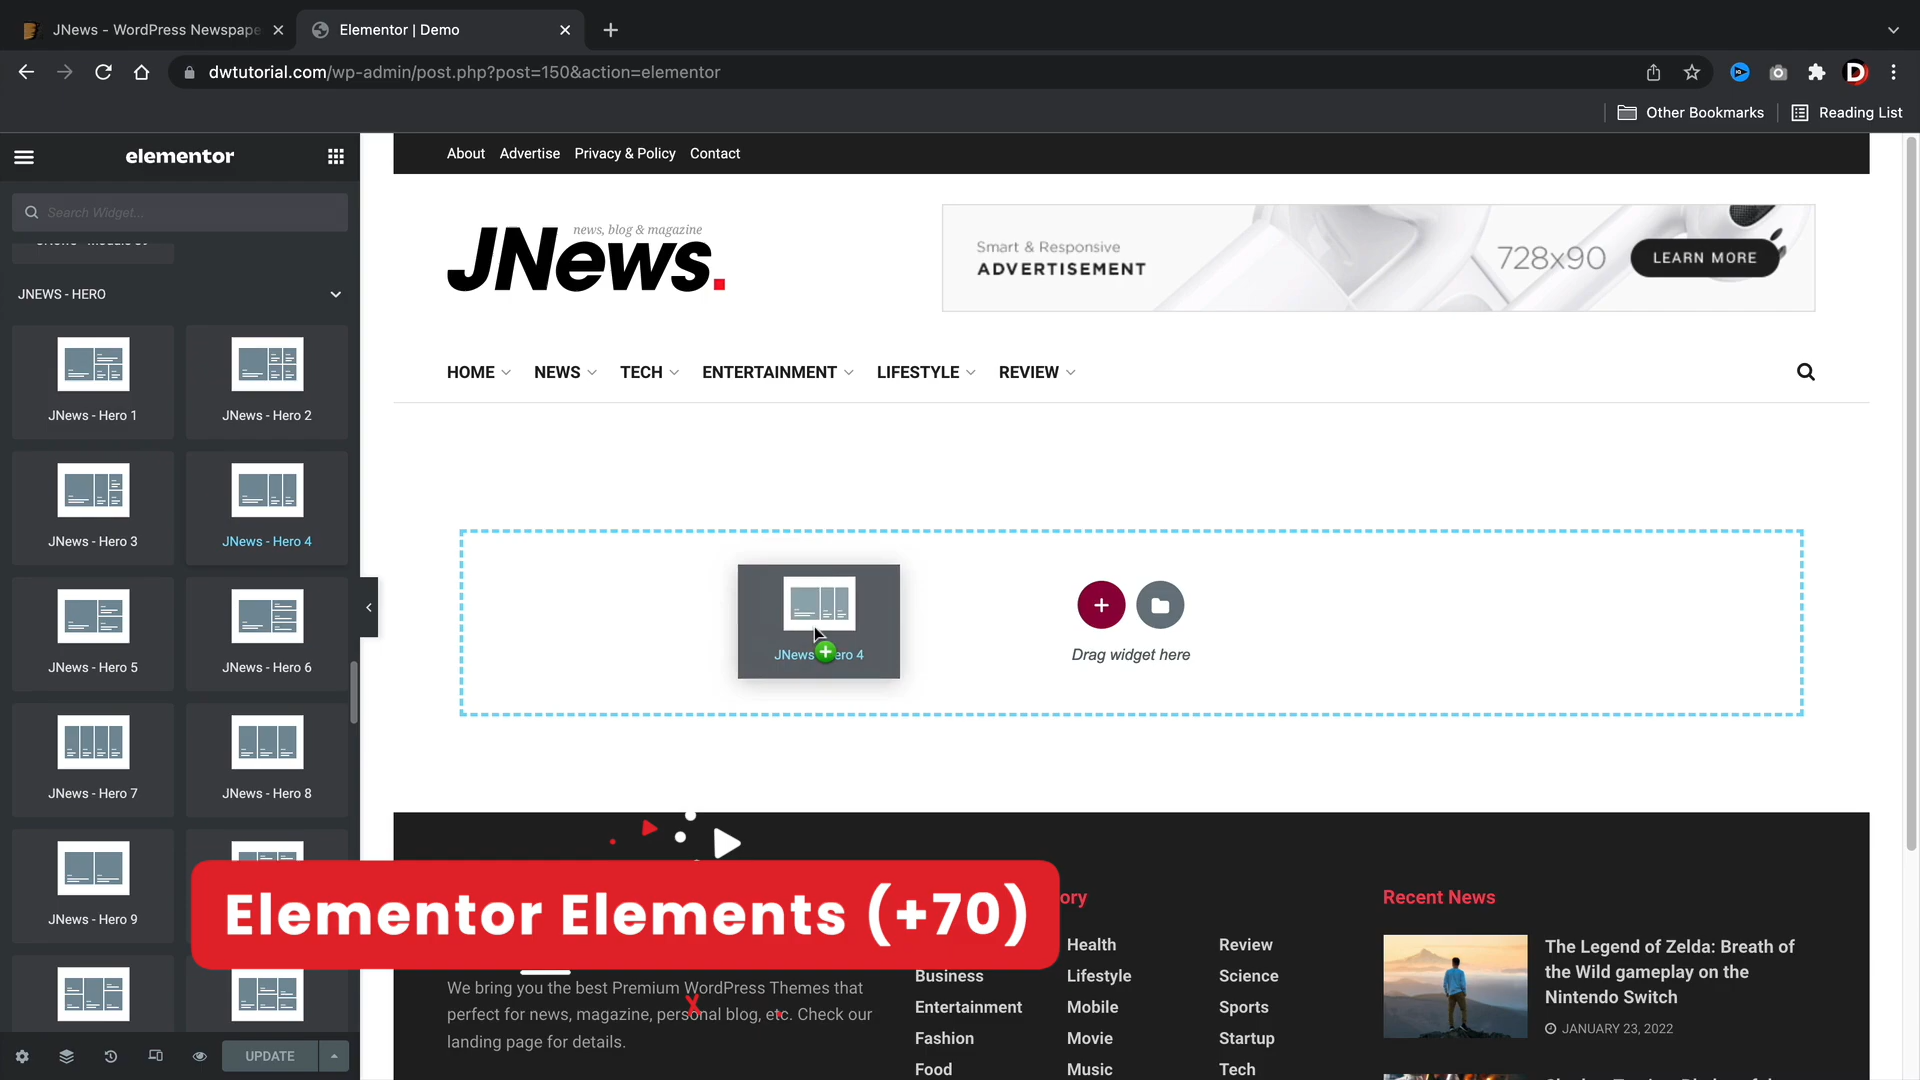 JNews - WordPress Newspape
Elementor | Demo
dwtutorial.com/wp-admin/post.php?post=150&action=elementor
Other Bookmarks
Reading List
elementor
Search Widget...
JNEWS - HERO
JNews - Hero 1
JNews - Hero 2
JNews - Hero 3
JNews - Hero 4
JNews - Hero 5
JNews - Hero 6
JNews - Hero 7
JNews - Hero 8
JNews - Hero 9
UPDATE
About Advertise Privacy & Policy Contact
news, blog & magazine
JNews.
Smart & Responsive
ADVERTISEMENT
728x90
LEARN MORE
HOME NEWS TECH ENTERTAINMENT LIFESTYLE REVIEW
JNews ero 4
Drag widget here
Elementor Elements (+70)
We bring you the best Premium WordPress Themes that
perfect for news, magazine, personal blog, etc. Check our
landing page for details.
ory
Business
Entertainment
Fashion
Food
Health
Lifestyle
Mobile
Movie
Music
Review
Science
Sports
Startup
Tech
Recent News
The Legend of Zelda: Breath of
the Wild gameplay on the
Nintendo Switch
JANUARY 23, 2022